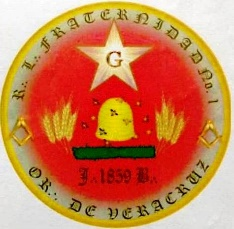 R∴ L∴ FRATERNIDAD No. 1
G
J∴ 1859 B∴
OR∴ DE VERACRUZ